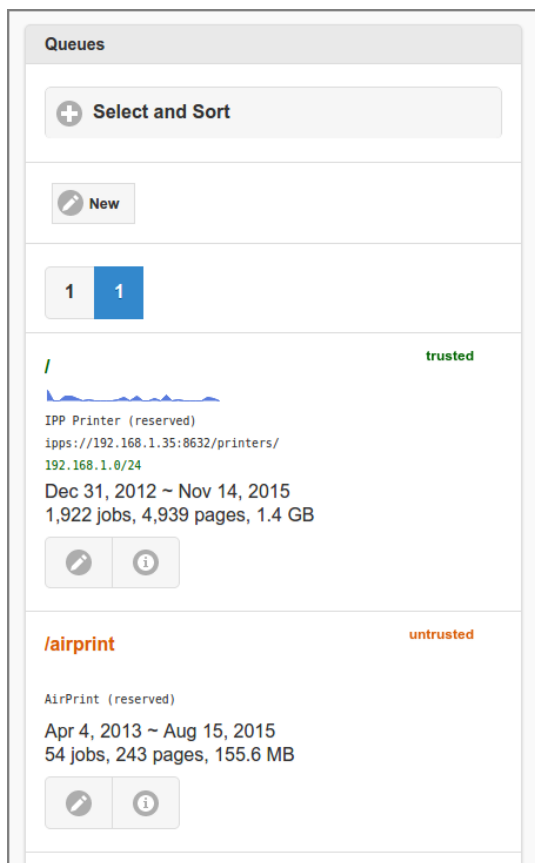 Queues
Select and Sort
New
1 1
/ trusted
IPP Printer (reserved)
ipps://192.168.1.35:8632/printers/
192.168.1.0/24
Dec 31, 2012 ~ Nov 14, 2015
1,922 jobs, 4,939 pages, 1.4 GB
/airprint untrusted
AirPrint (reserved)
Apr 4, 2013 ~ Aug 15, 2015
54 jobs, 243 pages, 155.6 MB